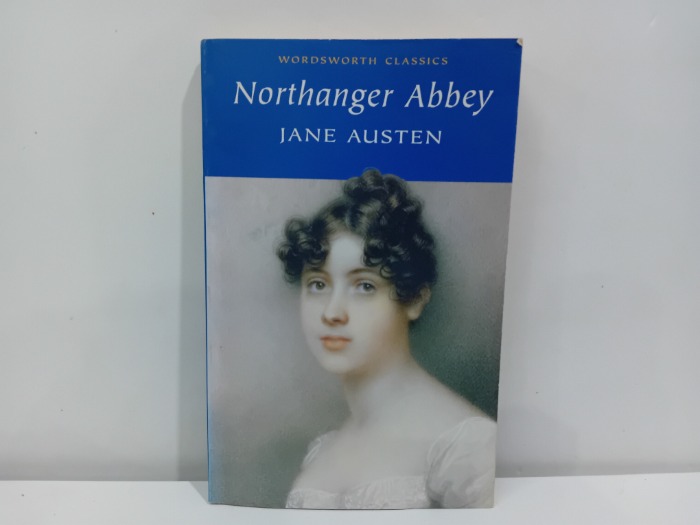 WORDSWORTH CLASSICS
Northanger Abbey
JANE AUSTEN